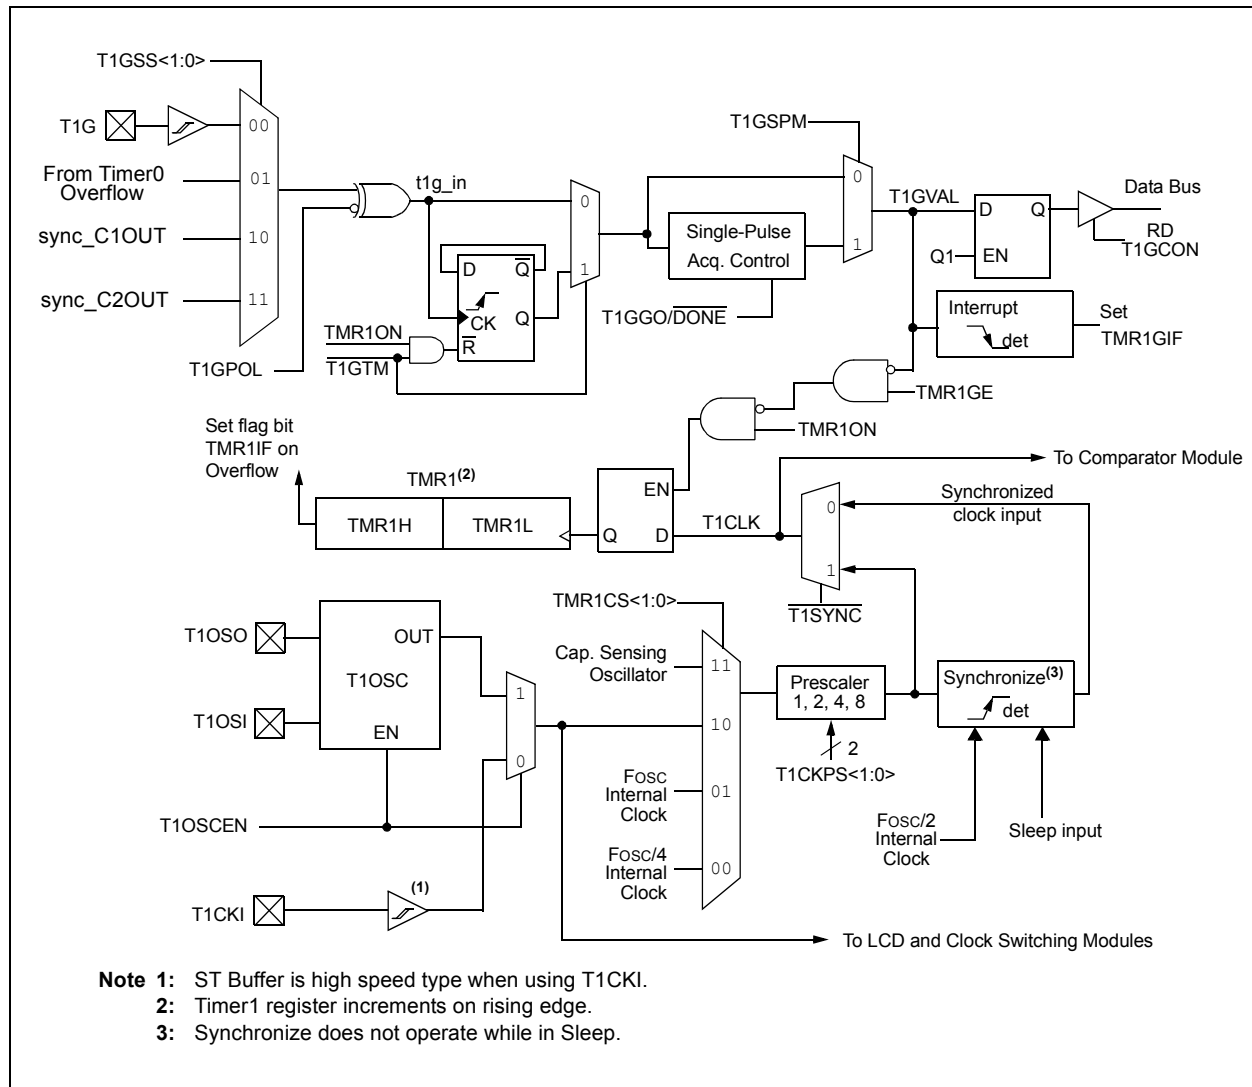 T1GSS<1:0>
T1G
00
From Timer0
Overflow
01
sync_C1OUT
10
sync_C2OUT
11
T1GPOL
t1g_in
0
1
D
Q
CK
Q
R
TMR1ON
T1GTM
T1GSPM
0
1
Single-Pulse
Acq. Control
T1GGO/DONE
T1GVAL
D
Q
Q1
EN
Data Bus
RD
T1GCON
Interrupt
det
Set
TMR1GIF
TMR1GE
TMR1ON
Set flag bit
TMR1IF on
Overflow
TMR1(2)
TMR1H
TMR1L
EN
Q
D
T1CLK
To Comparator Module
0
1
Synchronized
clock input
T1SYNC
T1OSO
T1OSI
OUT
T1OSC
EN
1
0
T1OSCEN
T1CKI
(1)
TMR1CS<1:0>
Cap. Sensing
Oscillator
11
10
FOSC
Internal
Clock
01
FOSC/4
Internal
Clock
00
Prescaler
1, 2, 4, 8
2
T1CKPS<1:0>
Synchronize(3)
det
FOSC/2
Internal
Clock
Sleep input
To LCD and Clock Switching Modules
Note 1: ST Buffer is high speed type when using T1CKI.
2: Timer1 register increments on rising edge.
3: Synchronize does not operate while in Sleep.